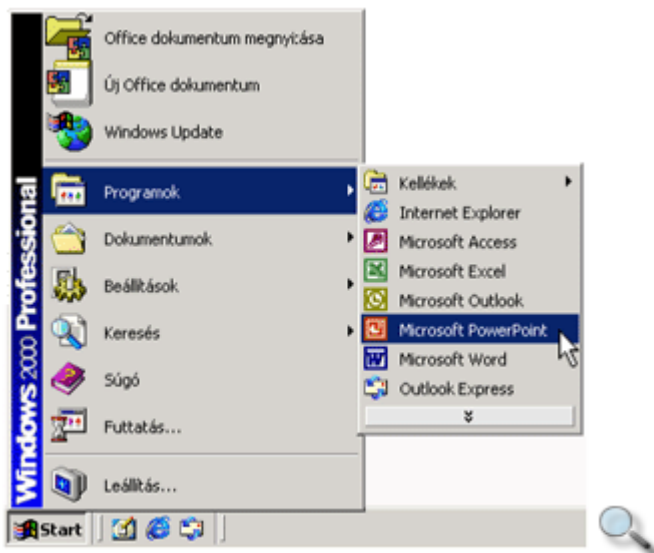 Office dokumentum megnyitása
Új Office dokumentum
Windows Update
Programok
Dokumentumok
Beállítások
Keresés
Súgó
Futtatás...
Leállítás...
Windows 2000 Professional
Kellékek
Internet Explorer
Microsoft Access
Microsoft Excel
Microsoft Outlook
Microsoft PowerPoint
Microsoft Word
Outlook Express
Start